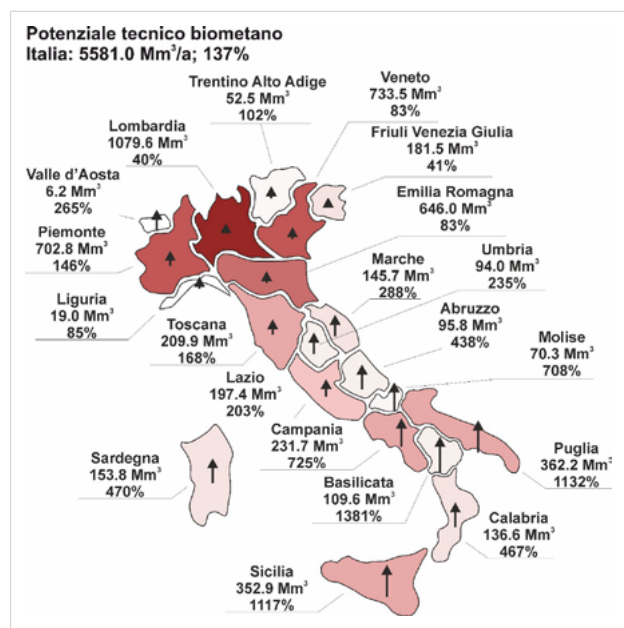 Potenziale tecnico biometano
Italia: 5581.0 Mm³/a; 137%
Trentino Alto Adige
52.5 Mm³
102%
Veneto
733.5 Mm³
83%
Lombardia
1079.6 Mm³
40%
Friuli Venezia Giulia
181.5 Mm³
41%
Valle d'Aosta
6.2 Mm³
265%
Emilia Romagna
646.0 Mm³
83%
Piemonte
702.8 Mm³
146%
Umbria
94.0 Mm³
235%
Marche
145.7 Mm³
288%
Liguria
19.0 Mm³
85%
Abruzzo
95.8 Mm³
438%
Toscana
209.9 Mm³
168%
Molise
70.3 Mm³
708%
Lazio
197.4 Mm³
203%
Campania
231.7 Mm³
725%
Sardegna
153.8 Mm³
470%
Puglia
362.2 Mm³
1132%
Basilicata
109.6 Mm³
1381%
Calabria
136.6 Mm³
467%
Sicilia
352.9 Mm³
1117%